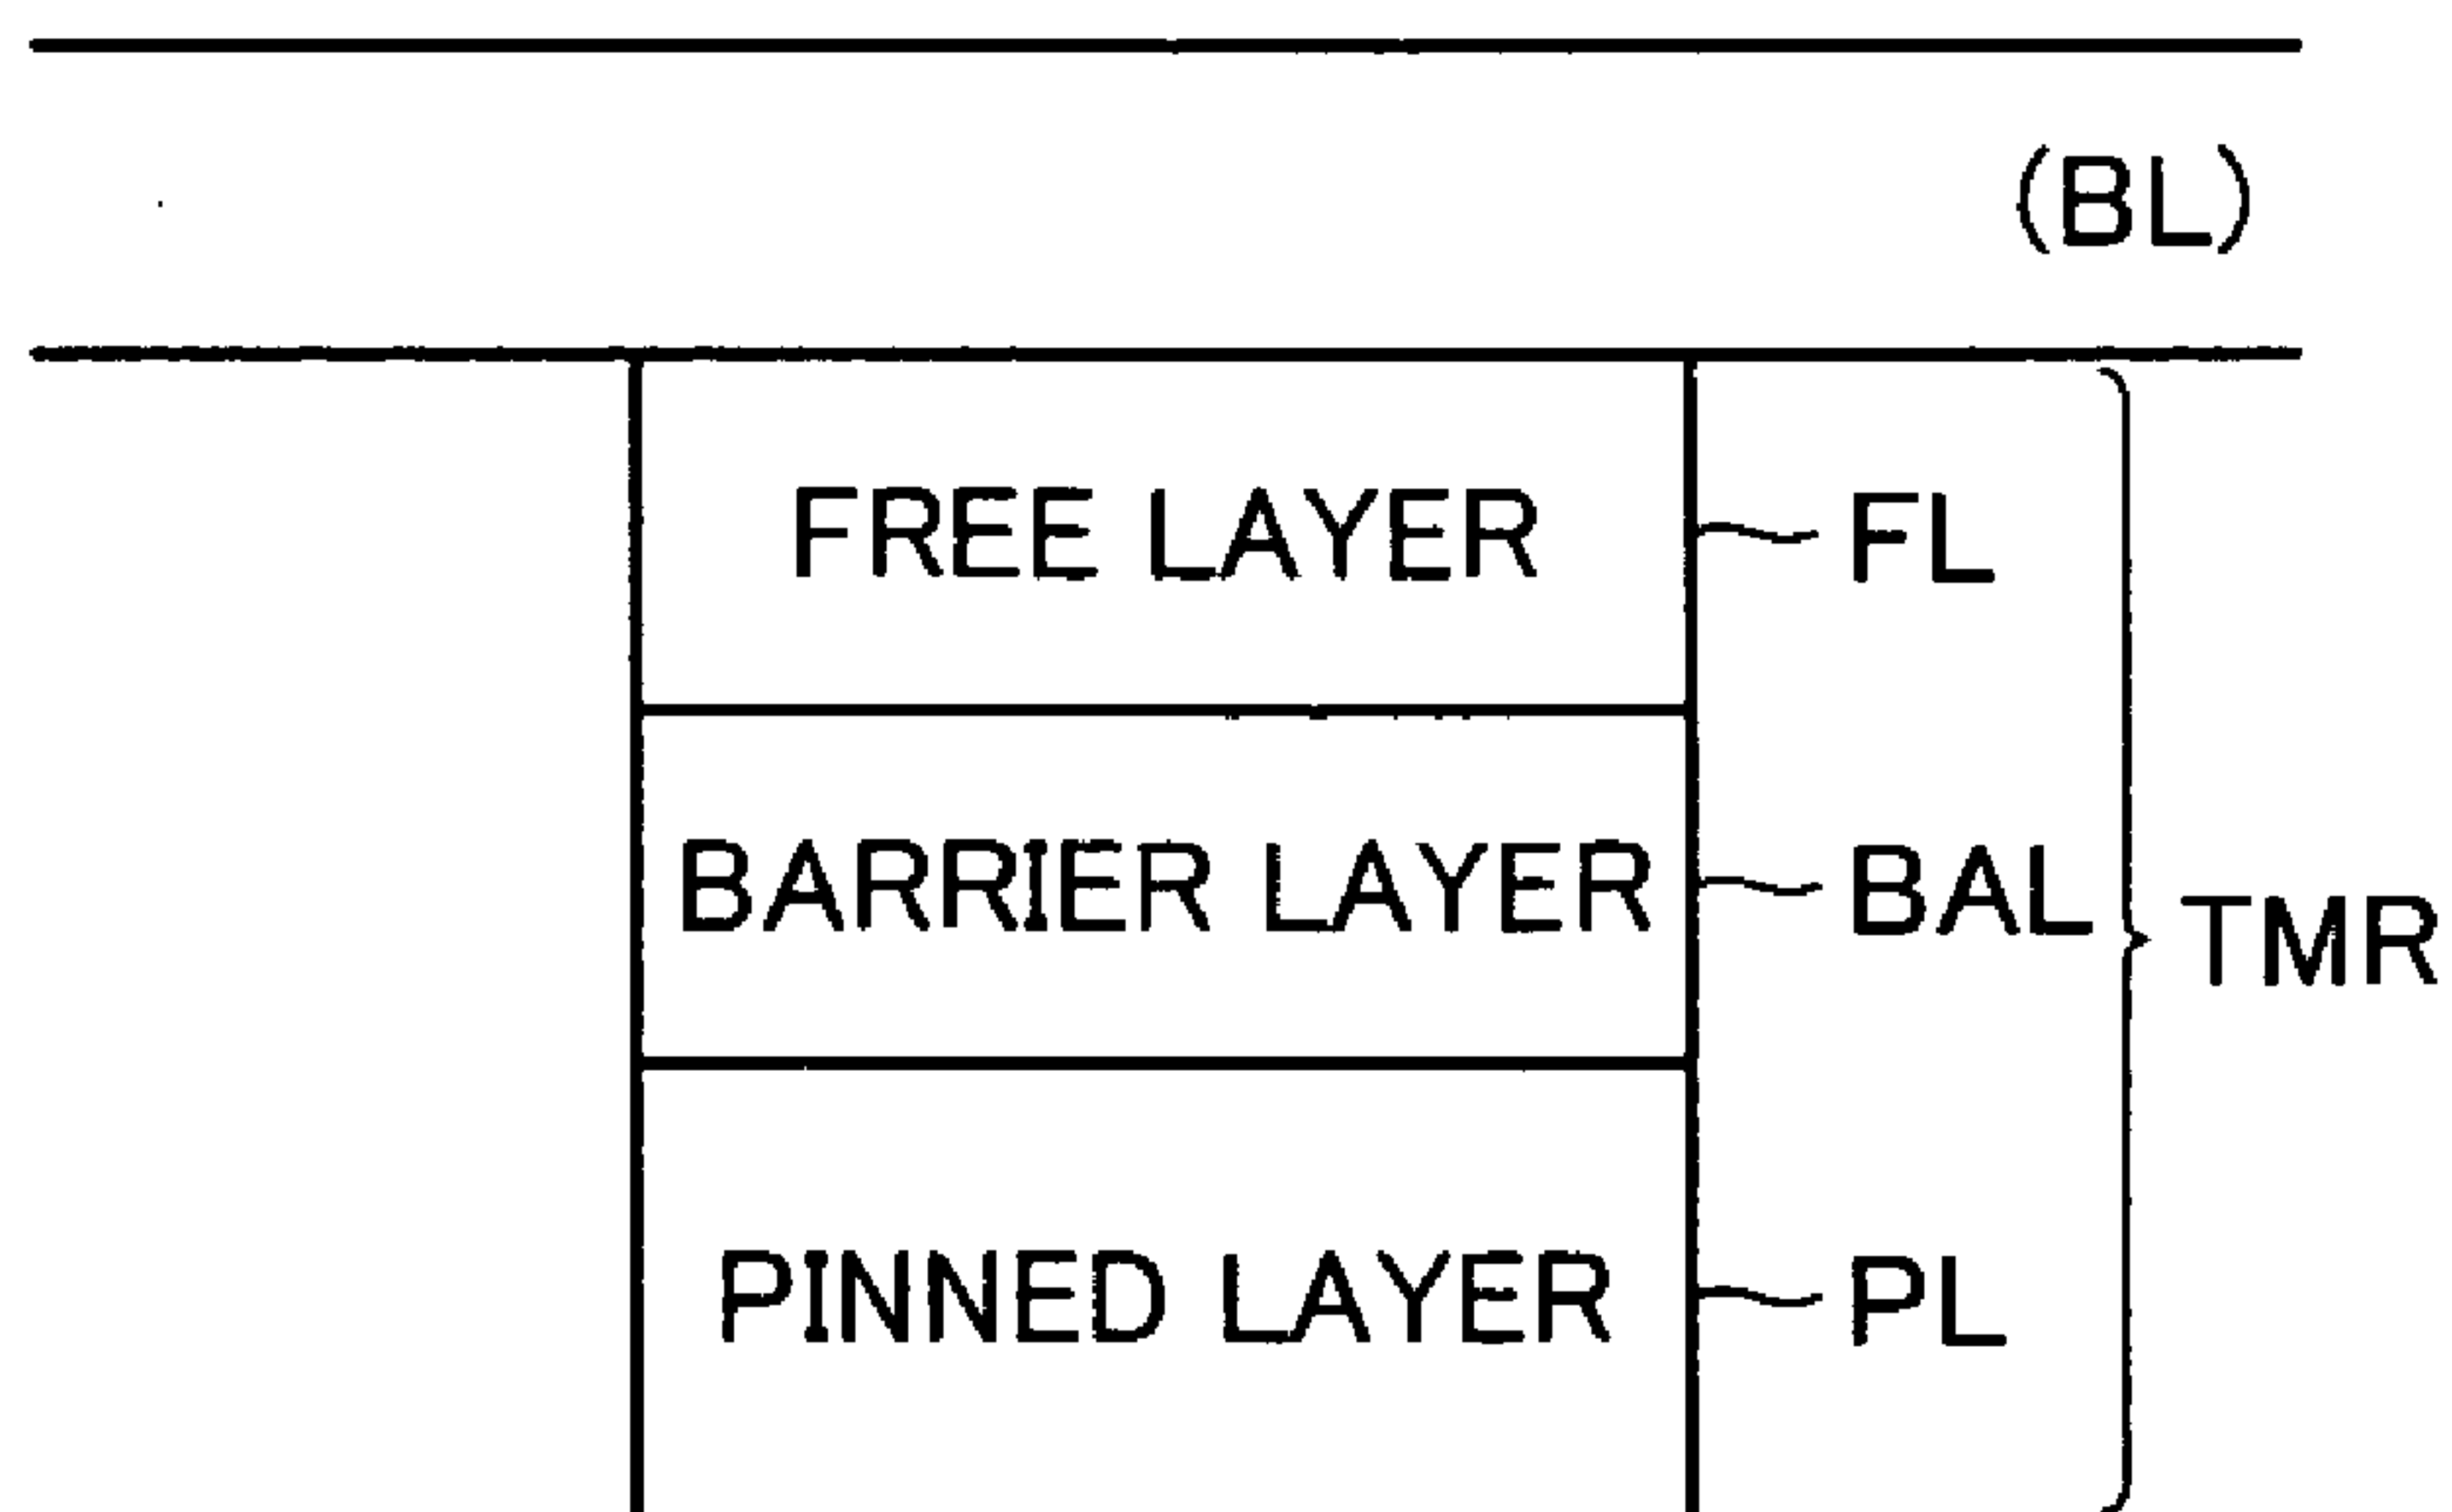 (BL)
FREE LAYER FL
BARRIER LAYER BAL
TMR
PINNED LAYER PL